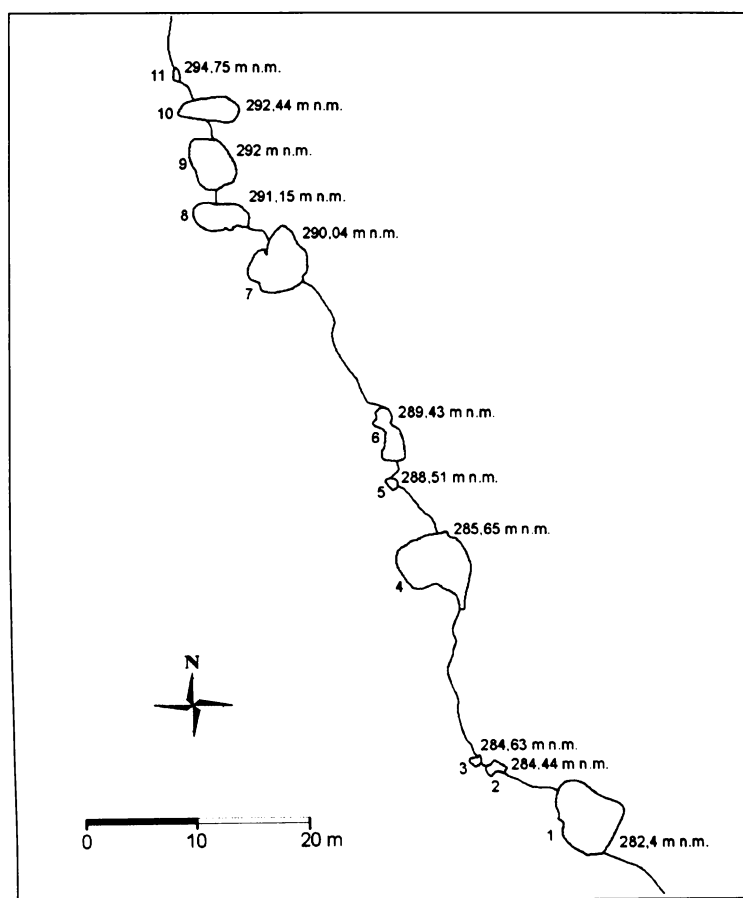 11 294,75 m n.m.
10 292,44 m n.m.
9 292 m n.m.
8 291,15 m n.m.
7 290,04 m n.m.
6 289,43 m n.m.
5 288,51 m n.m.
4 285,65 m n.m.
N
3 284,63 m n.m.
2 284,44 m n.m.
1 282,4 m n.m.
0 10 20 m